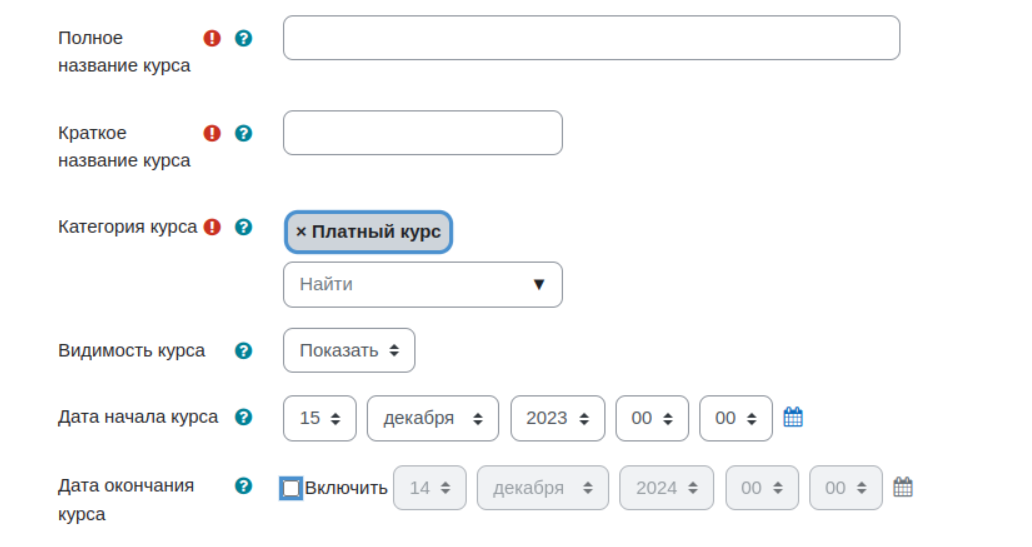 Полное
название курса
Краткое
название курса
Категория курса
× Платный курс
Найти
Видимость курса
Показать
Дата начала курса
15 декабря 2023 00 00
Дата окончания
курса
Включить 14 декабря 2024 00 00